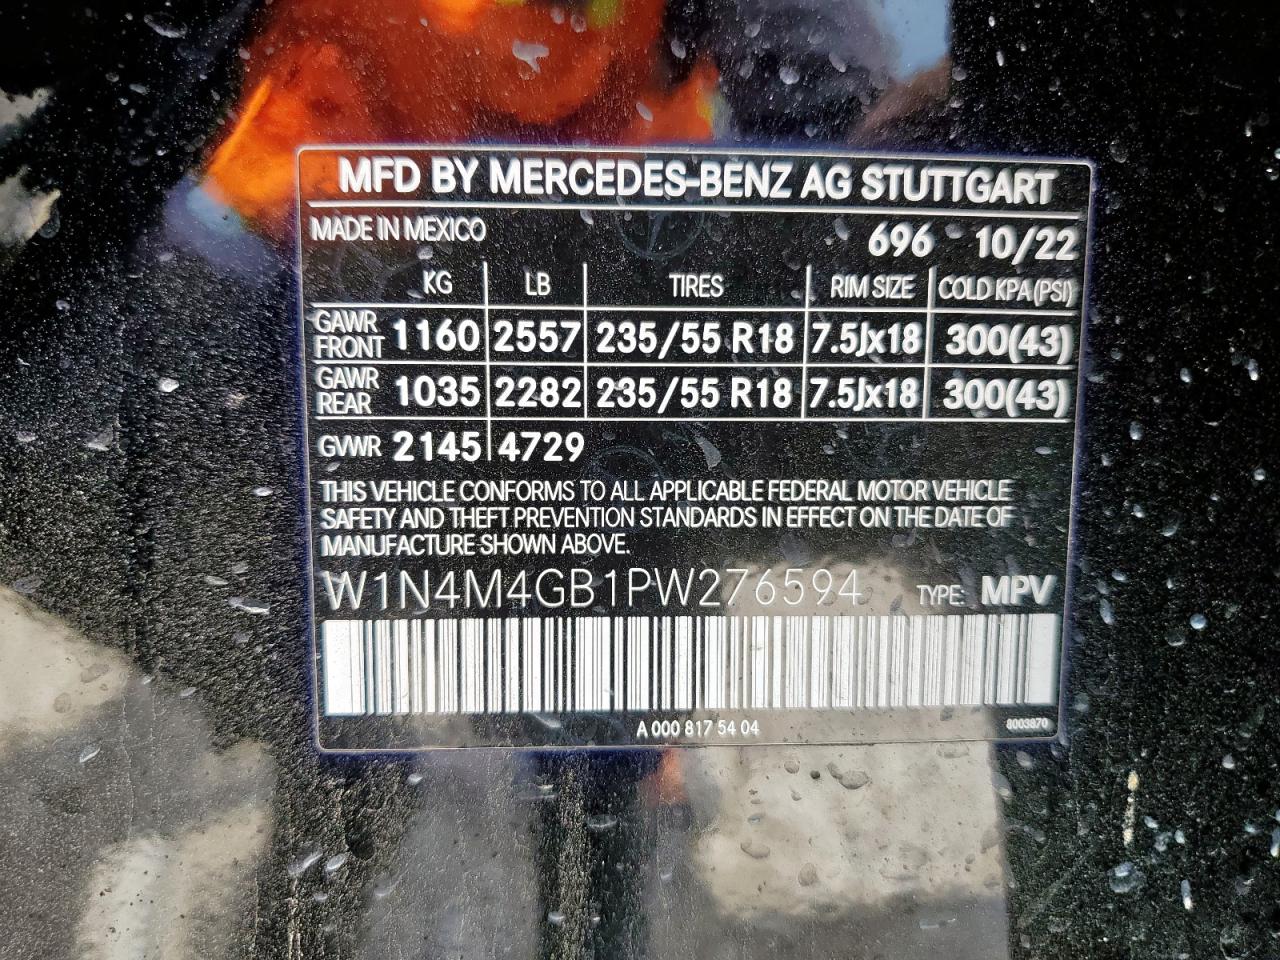 MFD BY MERCEDES-BENZ AG STUTTGART
MADE IN MEXICO 696 10/22
KG LB TIRES RIM SIZE COLD KPA (PSI)
GAWR FRONT 1160 2557 235/55 R18 7.5Jx18 300(43)
GAWR REAR 1035 2282 235/55 R18 7.5Jx18 300(43)
GVWR 2145 4729
THIS VEHICLE CONFORMS TO ALL APPLICABLE FEDERAL MOTOR VEHICLE
SAFETY AND THEFT PREVENTION STANDARDS IN EFFECT ON THE DATE OF
MANUFACTURE SHOWN ABOVE.
W1N4M4GB1PW276594 TYPE: MPV
A 000 817 54 04 8003870